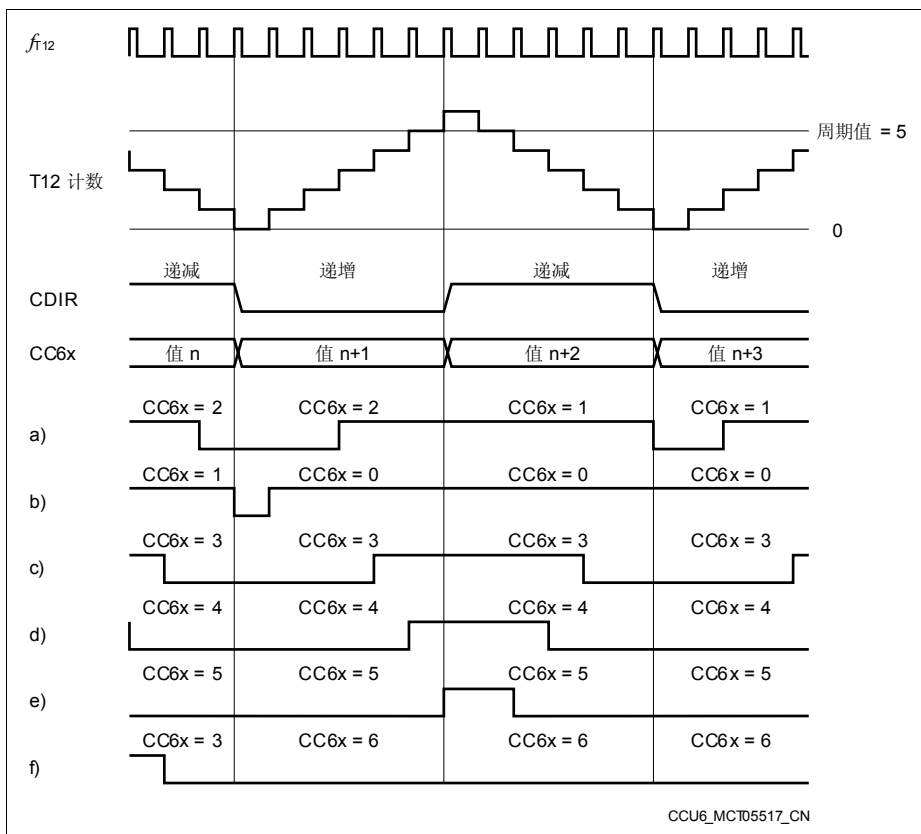 fT12
周期值 = 5
T12 计数
0
递减 递增 递减 递增
CDIR
CC6x 值 n 值 n+1 值 n+2 值 n+3
CC6x = 2 CC6x = 2 CC6x = 1 CC6x = 1
a)
CC6x = 1 CC6x = 0 CC6x = 0 CC6x = 0
b)
CC6x = 3 CC6x = 3 CC6x = 3 CC6x = 3
c)
CC6x = 4 CC6x = 4 CC6x = 4 CC6x = 4
d)
CC6x = 5 CC6x = 5 CC6x = 5 CC6x = 5
e)
CC6x = 3 CC6x = 6 CC6x = 6 CC6x = 6
f)
CCU6_MCT05517_CN